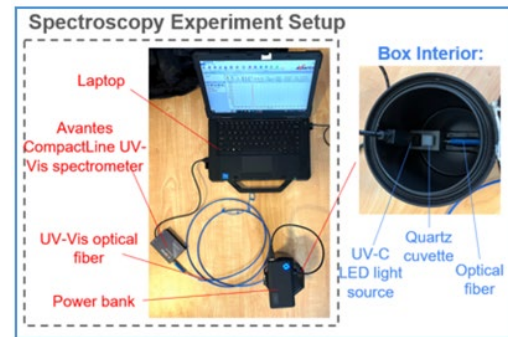 Spectroscopy Experiment Setup
Laptop
Avantes
CompactLine UV-
Vis spectrometer
UV-Vis optical
fiber
Power bank
Box Interior:
UV-C
LED light
source
Quartz
cuvette
Optical
fiber